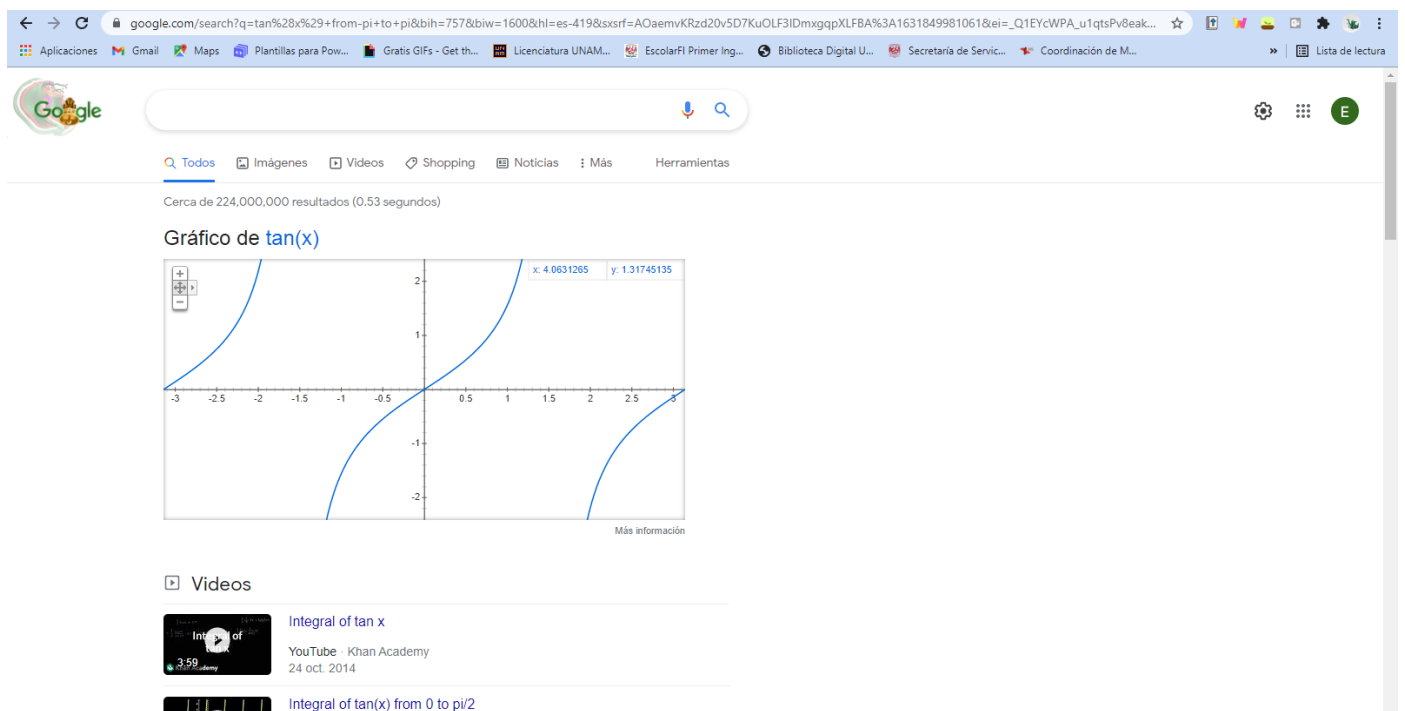 google.com/search?q=tan%28x%29+from-pi+to+pi&bih=757&biw=1600&hl=es-419&sxsrf=AOaemvKRzd20v5D7KuOLF3IDmxgqpXLFBA%3A1631849981061&ei=_Q1EYcWPA_u1qtsPv8eak...
Aplicaciones Gmail Maps Plantillas para Pow... Gratis GIFs - Get th... Licenciatura UNAM... EscolarFI Primer Ing... Biblioteca Digital U... Secretaría de Servic... Coordinación de M... » Lista de lectura
Google
E
Todos Imágenes Videos Shopping Noticias Más Herramientas
Cerca de 224,000,000 resultados (0.53 segundos)
Gráfico de tan(x)
x: 4.0631265 y: 1.31745135
2
1
-3 -2.5 -2 -1.5 -1 -0.5 0.5 1 1.5 2 2.5 3
-1
-2
Más información
Videos
Integral of tan x
Integral of
tan x
YouTube · Khan Academy
3:59
Khan Academy
24 oct. 2014
Integral of tan(x) from 0 to pi/2